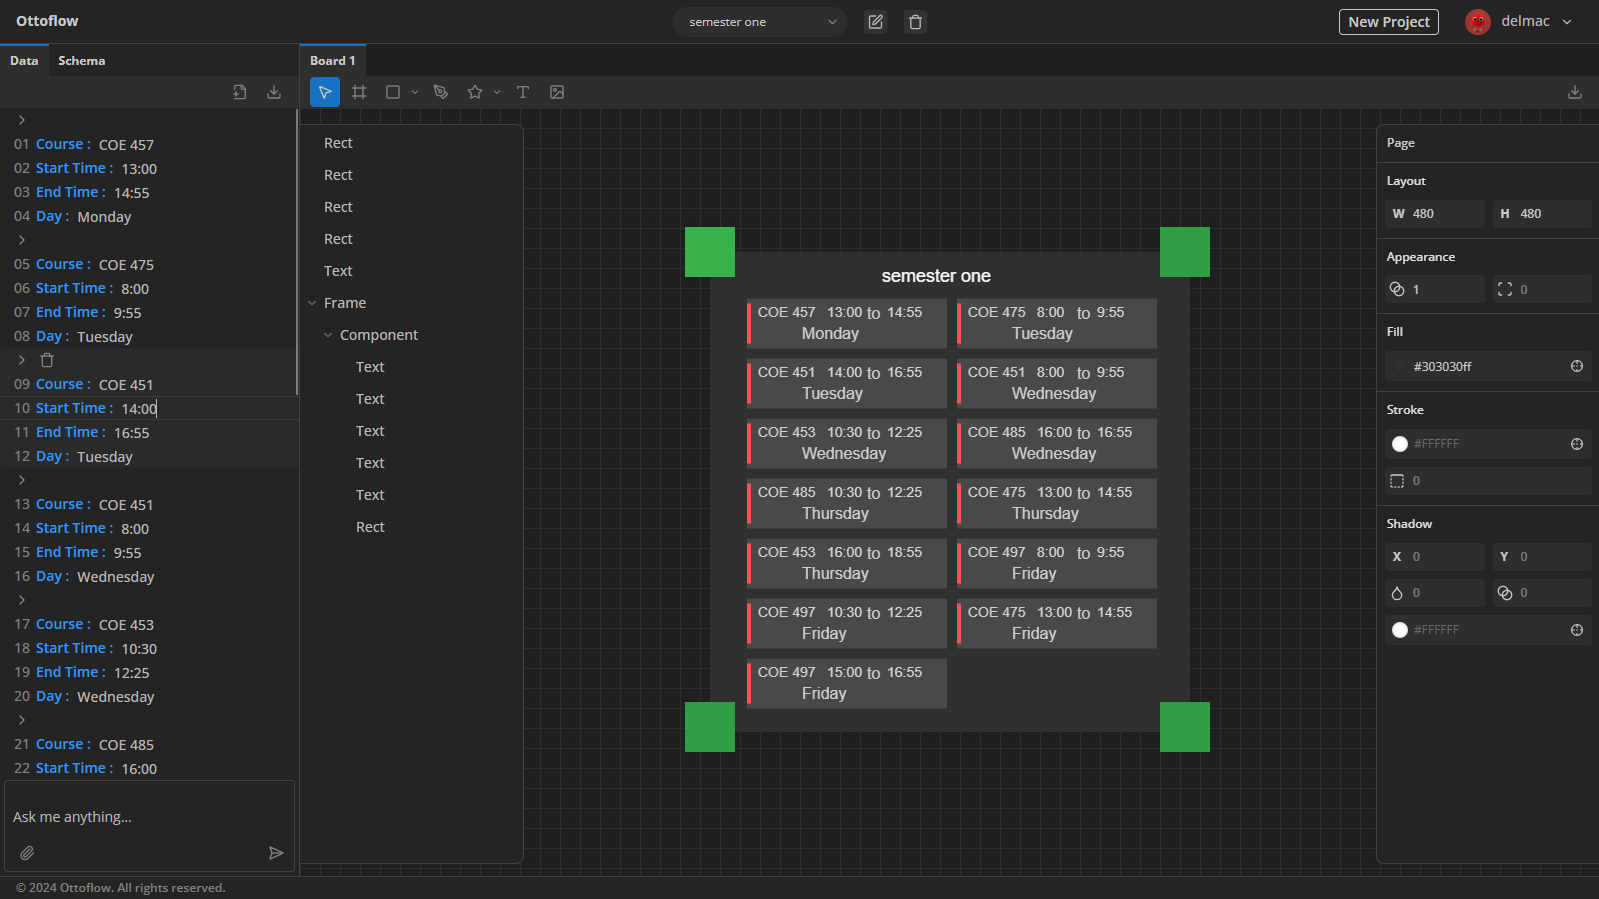 Ottoflow
semester one
New Project
delmac
Data
Schema
Board 1
01 Course : COE 457
02 Start Time : 13:00
03 End Time : 14:55
04 Day : Monday
05 Course : COE 475
06 Start Time : 8:00
07 End Time : 9:55
08 Day : Tuesday
09 Course : COE 451
10 Start Time : 14:00
11 End Time : 16:55
12 Day : Tuesday
13 Course : COE 451
14 Start Time : 8:00
15 End Time : 9:55
16 Day : Wednesday
17 Course : COE 453
18 Start Time : 10:30
19 End Time : 12:25
20 Day : Wednesday
21 Course : COE 485
22 Start Time : 16:00
Ask me anything...
Rect
Rect
Rect
Rect
Text
Frame
Component
Text
Text
Text
Text
Text
Rect
semester one
COE 457 13:00 to 14:55
Monday
COE 475 8:00 to 9:55
Tuesday
COE 451 14:00 to 16:55
Tuesday
COE 451 8:00 to 9:55
Wednesday
COE 453 10:30 to 12:25
Wednesday
COE 485 16:00 to 16:55
Wednesday
COE 485 10:30 to 12:25
Thursday
COE 475 13:00 to 14:55
Thursday
COE 453 16:00 to 18:55
Thursday
COE 497 8:00 to 9:55
Friday
COE 497 10:30 to 12:25
Friday
COE 475 13:00 to 14:55
Friday
COE 497 15:00 to 16:55
Friday
Page
Layout
W 480
H 480
Appearance
1
0
Fill
#303030ff
Stroke
#FFFFFF
0
Shadow
X 0
Y 0
0
0
#FFFFFF
© 2024 Ottoflow. All rights reserved.